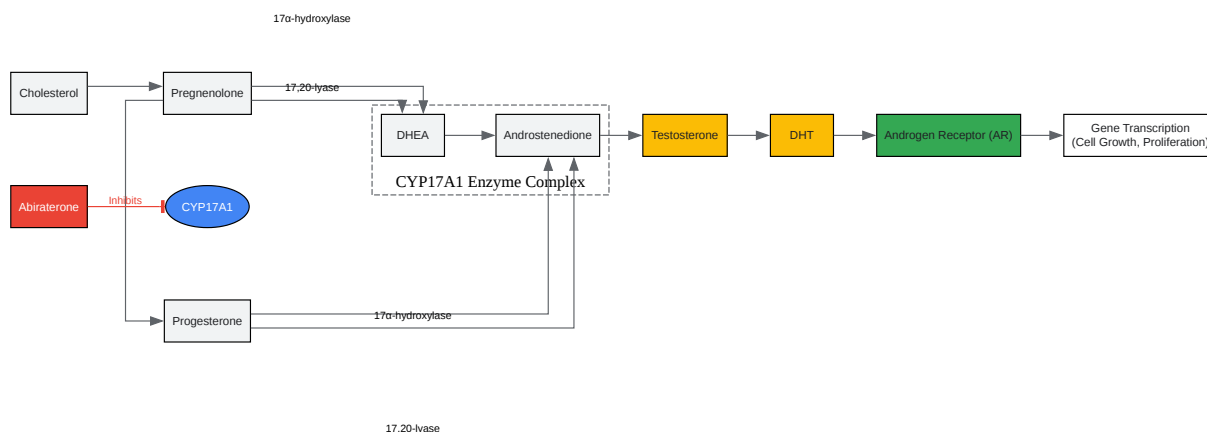 17α-hydroxylase
Cholesterol
Pregnenolone
17,20-lyase
DHEA
Androstenedione
Testosterone
DHT
Androgen Receptor (AR)
Gene Transcription
(Cell Growth, Proliferation)
CYP17A1 Enzyme Complex
Abiraterone
Inhibits
CYP17A1
Progesterone
17α-hydroxylase
17,20-lyase